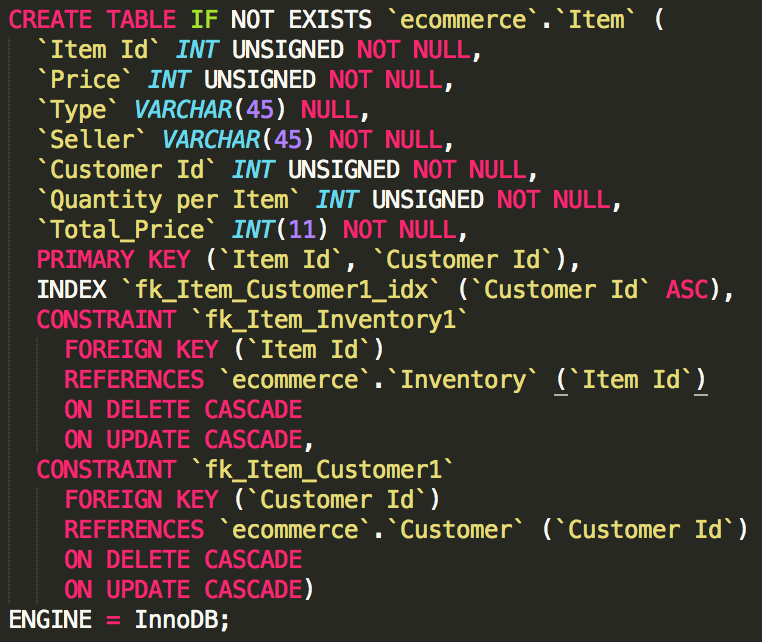 CREATE TABLE IF NOT EXISTS `ecommerce`.`Item` (
  `Item Id` INT UNSIGNED NOT NULL,
  `Price` INT UNSIGNED NOT NULL,
  `Type` VARCHAR(45) NULL,
  `Seller` VARCHAR(45) NOT NULL,
  `Customer Id` INT UNSIGNED NOT NULL,
  `Quantity per Item` INT UNSIGNED NOT NULL,
  `Total_Price` INT(11) NOT NULL,
  PRIMARY KEY (`Item Id`, `Customer Id`),
  INDEX `fk_Item_Customer1_idx` (`Customer Id` ASC),
  CONSTRAINT `fk_Item_Inventory1`
    FOREIGN KEY (`Item Id`)
    REFERENCES `ecommerce`.`Inventory` (`Item Id`)
    ON DELETE CASCADE
    ON UPDATE CASCADE,
  CONSTRAINT `fk_Item_Customer1`
    FOREIGN KEY (`Customer Id`)
    REFERENCES `ecommerce`.`Customer` (`Customer Id`)
    ON DELETE CASCADE
    ON UPDATE CASCADE)
ENGINE = InnoDB;